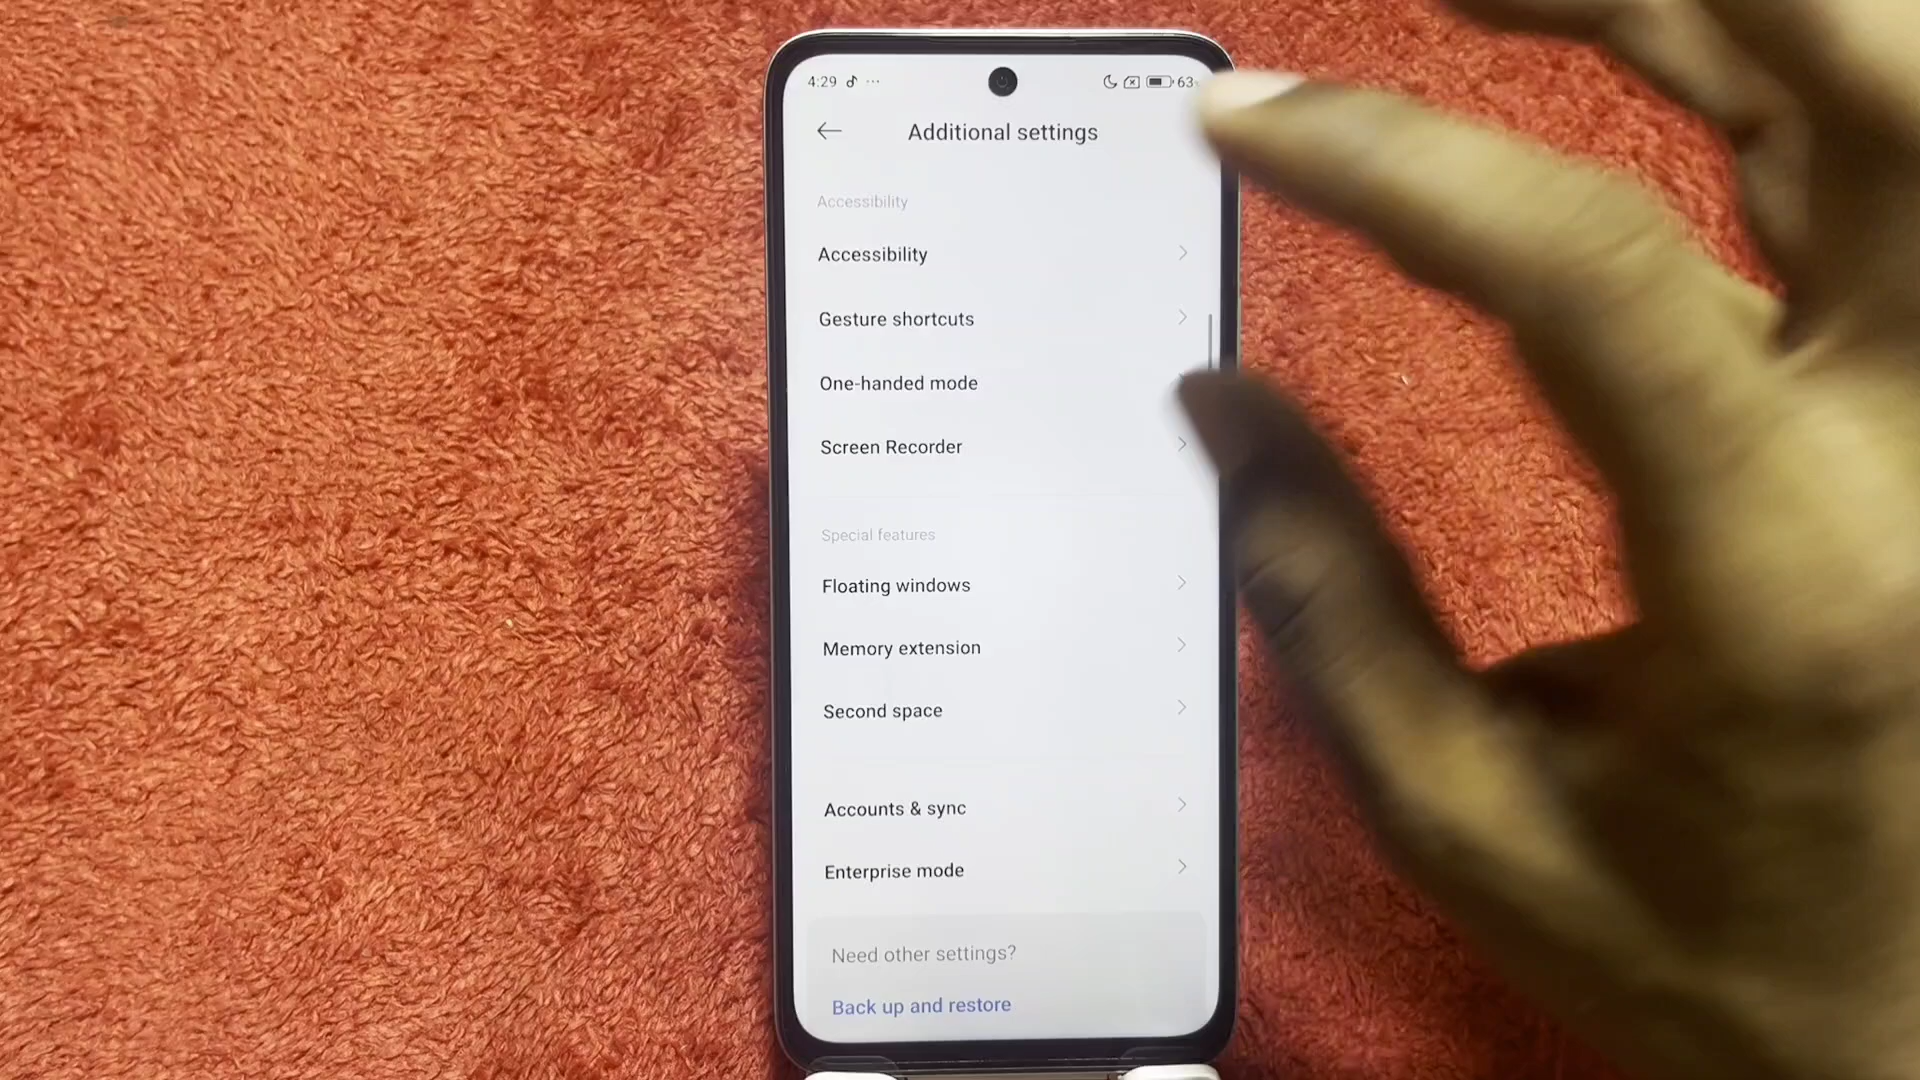 4:29 ... 63
Additional settings
Accessibility
Accessibility
Gesture shortcuts
One-handed mode
Screen Recorder
Special features
Floating windows
Memory extension
Second space
Accounts & sync
Enterprise mode
Need other settings?
Back up and restore